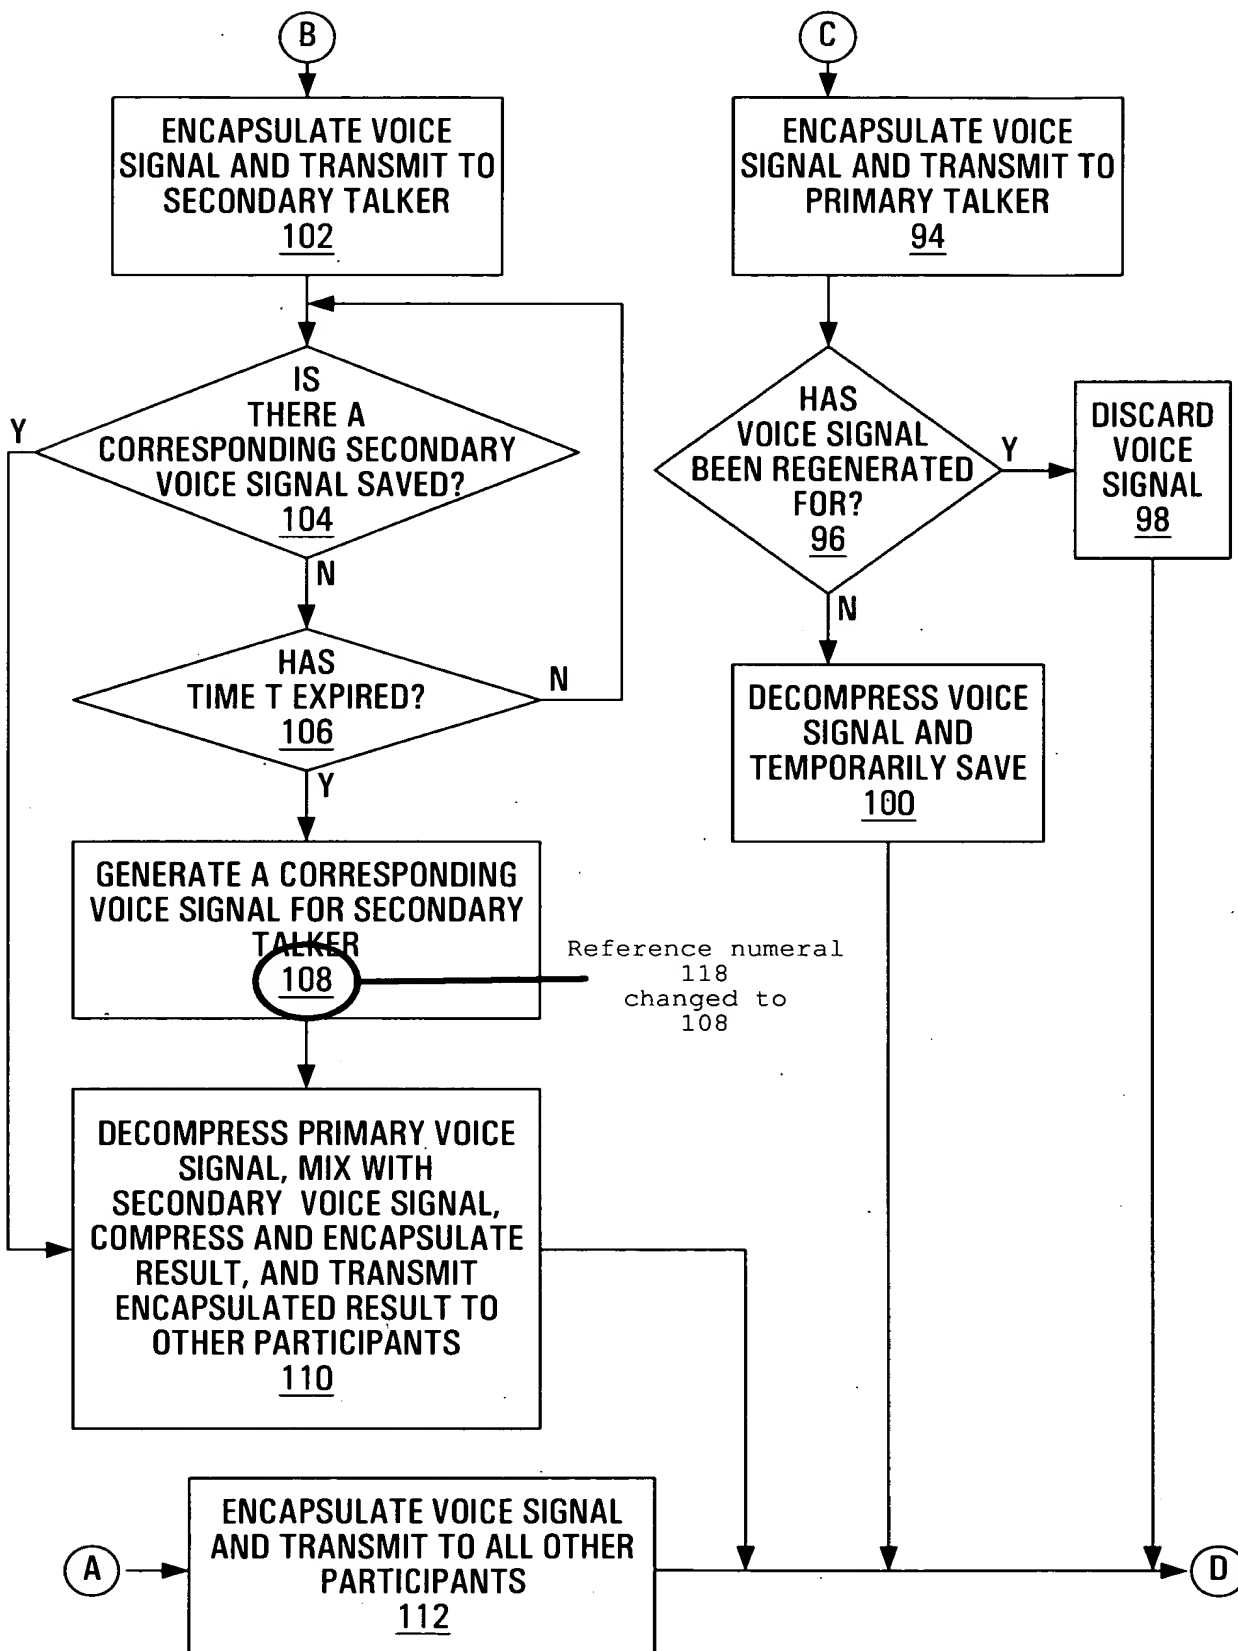 B
ENCAPSULATE VOICE
SIGNAL AND TRANSMIT TO
SECONDARY TALKER
102
IS
THERE A
CORRESPONDING SECONDARY
VOICE SIGNAL SAVED?
104
Y
N
HAS
TIME T EXPIRED?
106
N
Y
GENERATE A CORRESPONDING
VOICE SIGNAL FOR SECONDARY
TALKER
108
Reference numeral
118
changed to
108
DECOMPRESS PRIMARY VOICE
SIGNAL, MIX WITH
SECONDARY VOICE SIGNAL,
COMPRESS AND ENCAPSULATE
RESULT, AND TRANSMIT
ENCAPSULATED RESULT TO
OTHER PARTICIPANTS
110
C
ENCAPSULATE VOICE
SIGNAL AND TRANSMIT TO
PRIMARY TALKER
94
HAS
VOICE SIGNAL
BEEN REGENERATED
FOR?
96
Y
DISCARD
VOICE
SIGNAL
98
N
DECOMPRESS VOICE
SIGNAL AND
TEMPORARILY SAVE
100
A
ENCAPSULATE VOICE SIGNAL
AND TRANSMIT TO ALL OTHER
PARTICIPANTS
112
D